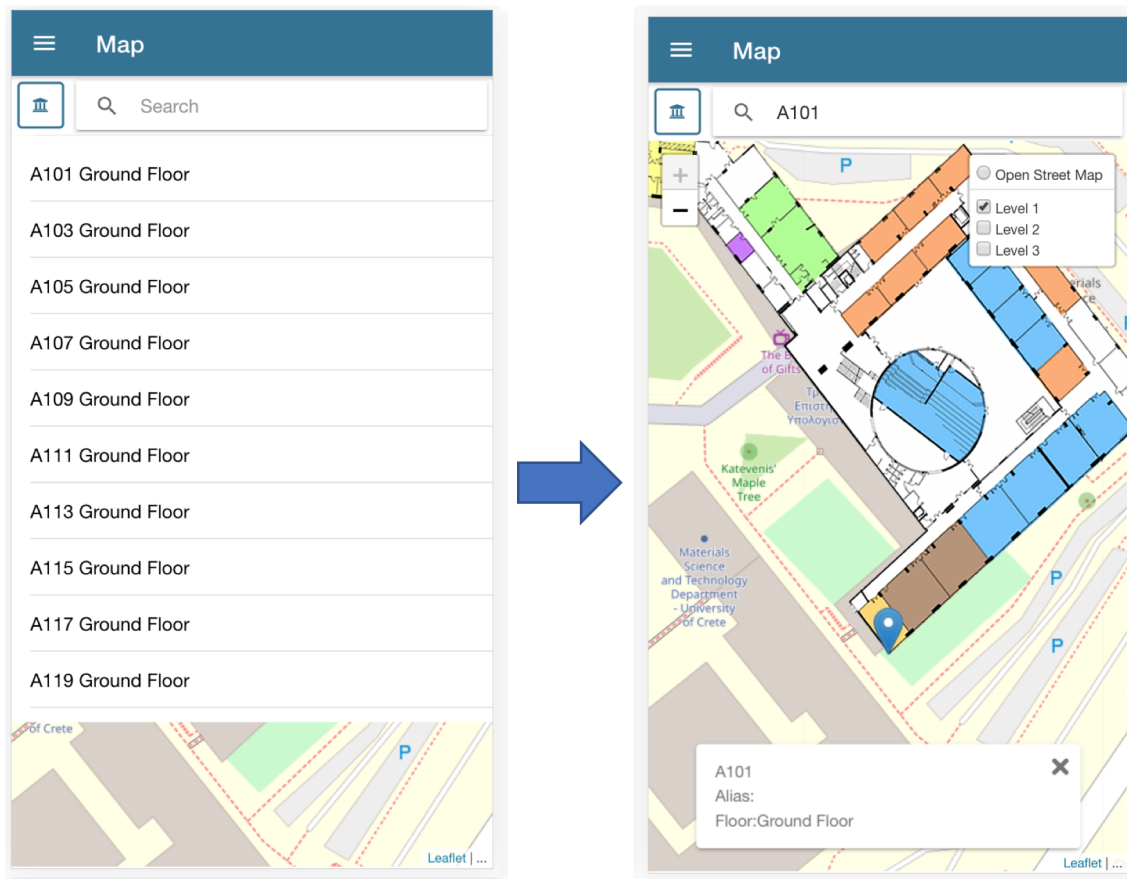 Map
Search
A101 Ground Floor
A103 Ground Floor
A105 Ground Floor
A107 Ground Floor
A109 Ground Floor
A111 Ground Floor
A113 Ground Floor
A115 Ground Floor
A117 Ground Floor
A119 Ground Floor
of Crete
P
Leaflet | ...
Map
A101
+
−
P
Open Street Map
Level 1
Level 2
Level 3
The B
of Gifts
Επιστη
Υπολογισ
Katevenis'
Maple
Tree
Materials
Science
and Technology
Department
- University
of Crete
P
P
A101
Alias:
Floor:Ground Floor
Leaflet | ...